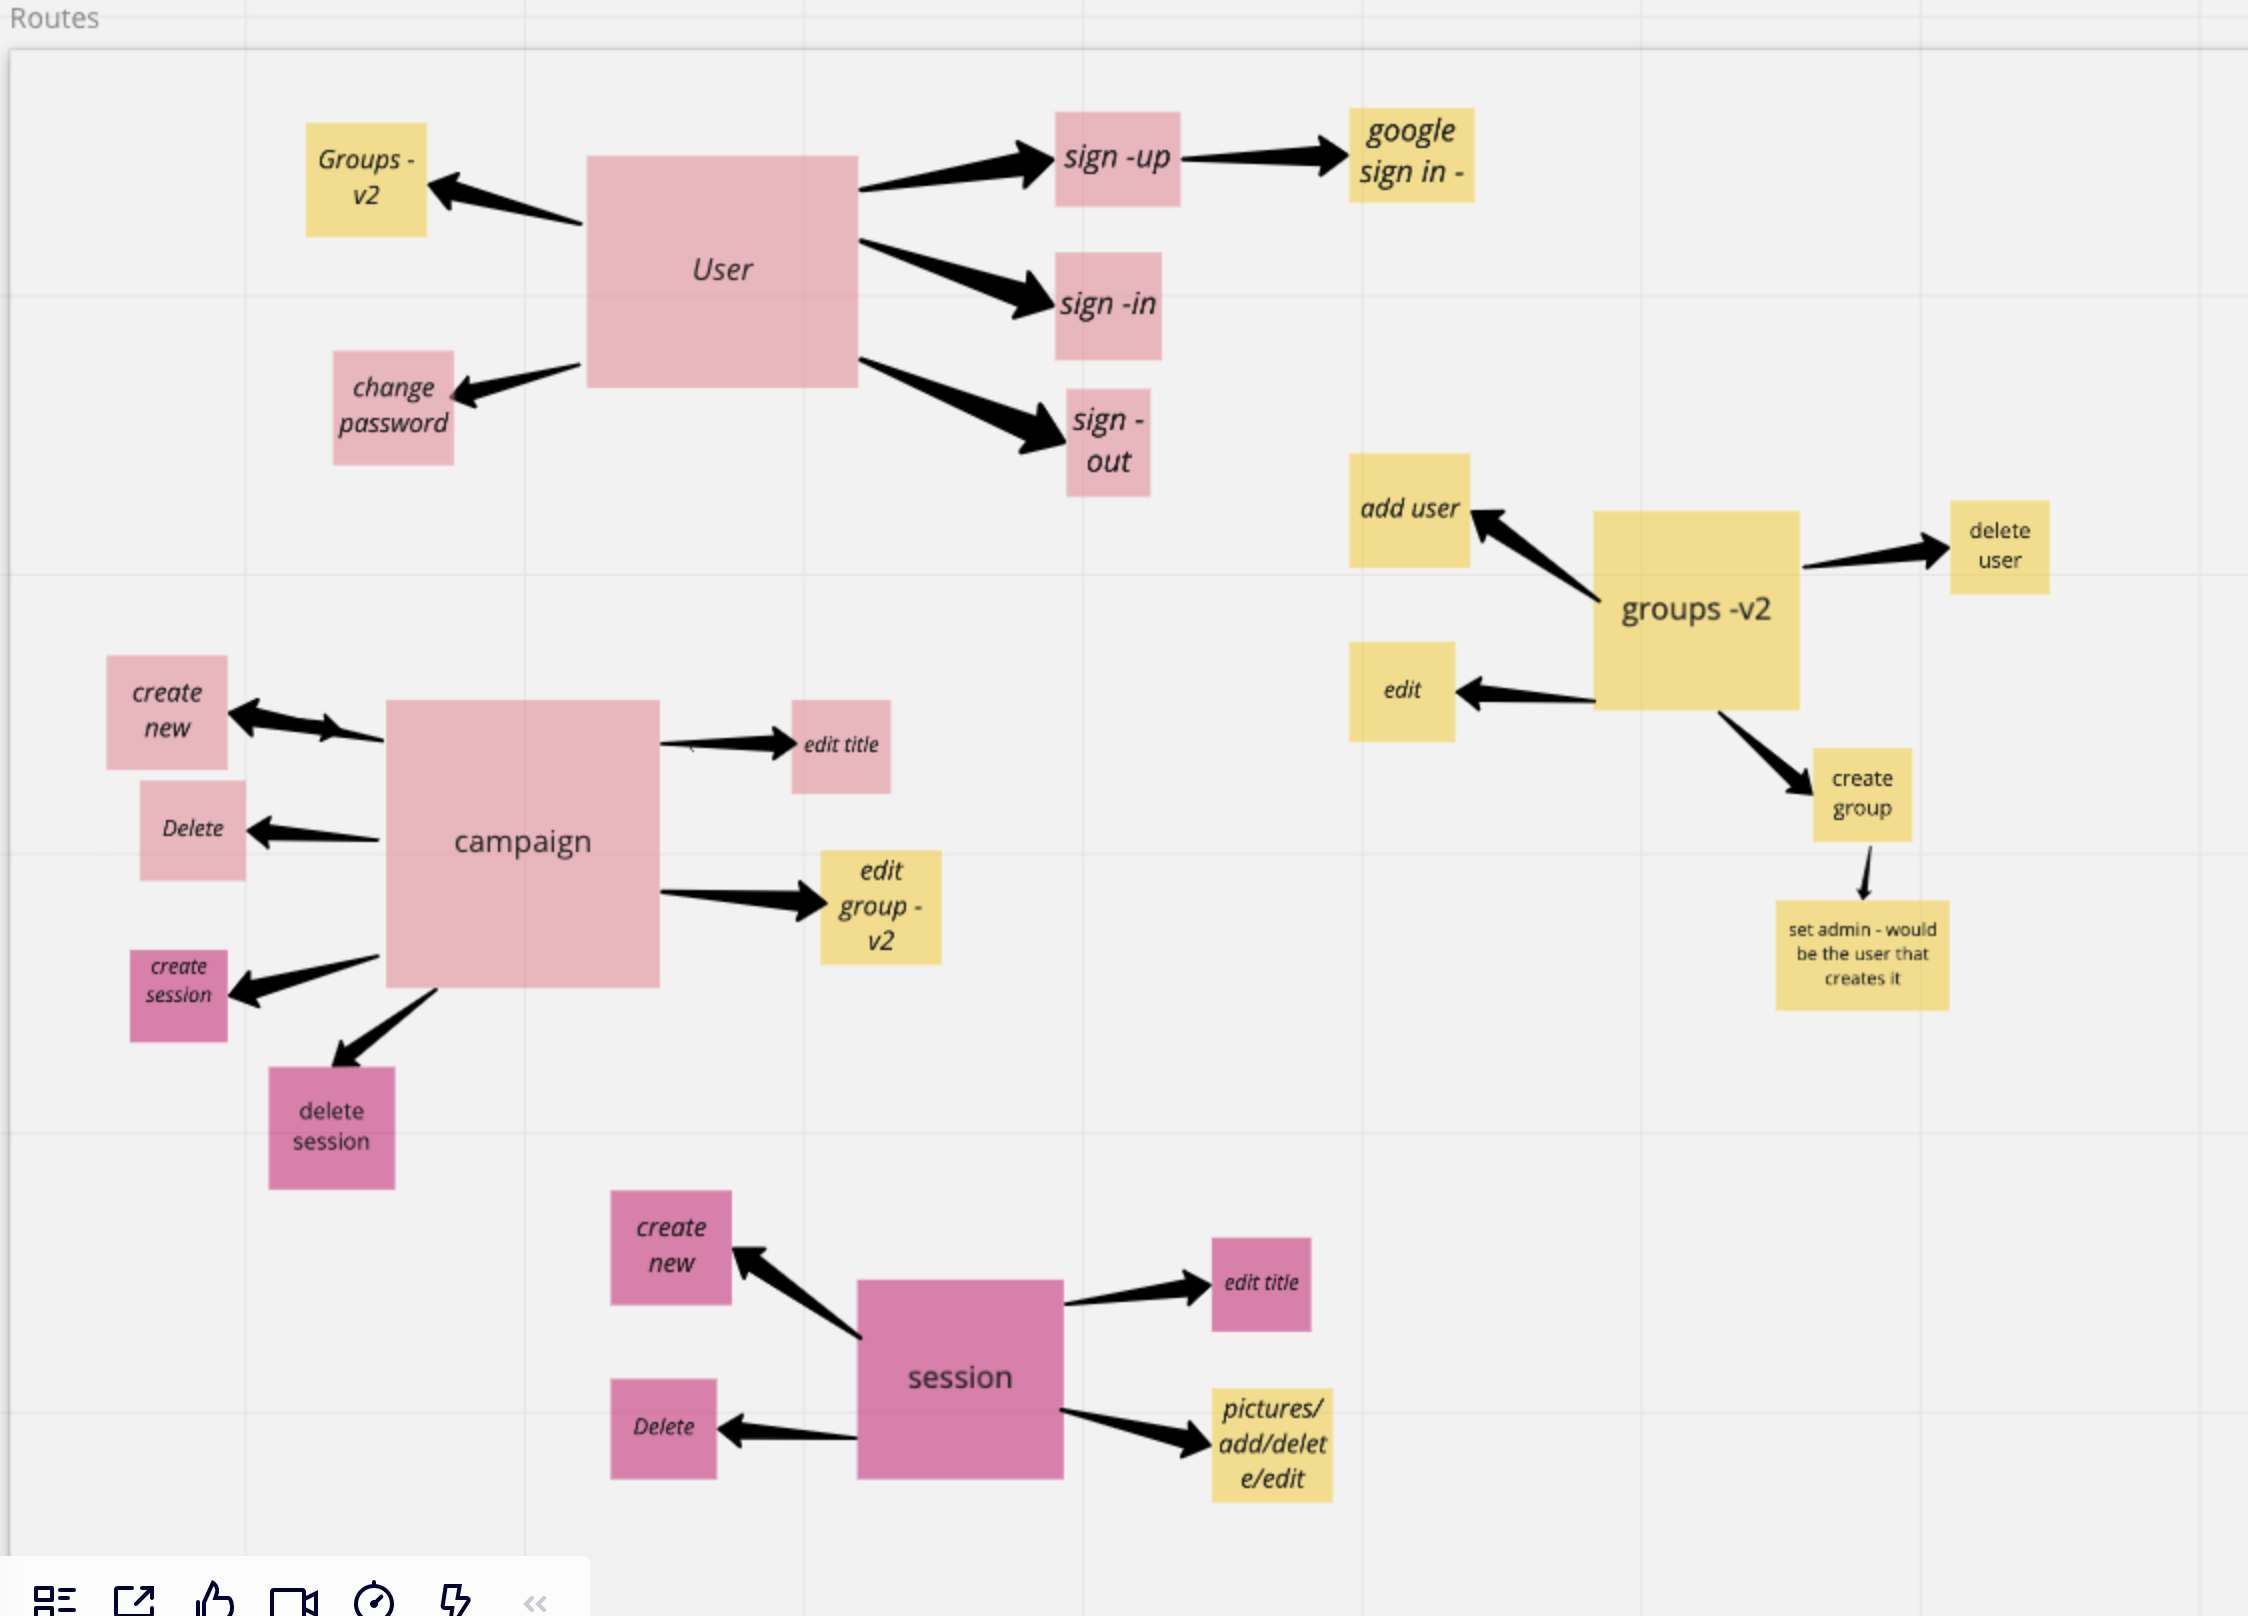 Routes
Groups -
v2
User
sign -up
google
sign in -
sign -in
change
password
sign -
out
add user
groups -v2
delete
user
edit
create
group
set admin - would
be the user that
creates it
create
new
Delete
campaign
edit title
edit
group -
v2
create
session
delete
session
create
new
session
edit title
Delete
pictures/
add/delet
e/edit